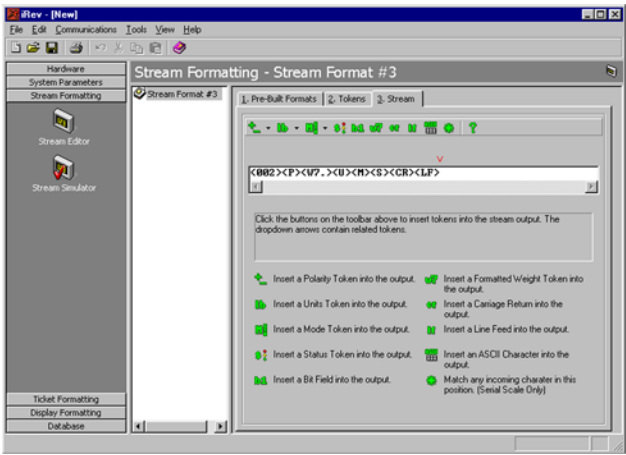 iRev - [New]
File Edit Communications Tools View Help
Hardware
System Parameters
Stream Formatting
Stream Editor
Stream Simulator
Ticket Formatting
Display Formatting
Database
Stream Formatting - Stream Format #3
Stream Format #3
1. Pre-Built Formats 2. Tokens 3. Stream
<002><P><W7.><U><M><S><CR><LF>
Click the buttons on the toolbar above to insert tokens into the stream output. The
dropdown arrows contain related tokens.
Insert a Polarity Token into the output.
Insert a Units Token into the output.
Insert a Mode Token into the output.
Insert a Status Token into the output.
Insert a Bit Field into the output.
Insert a Formatted Weight Token into
the output.
Insert a Carriage Return into the
output.
Insert a Line Feed into the output.
Insert an ASCII Character into the
output.
Match any incoming charater in this
position. (Serial Scale Only)